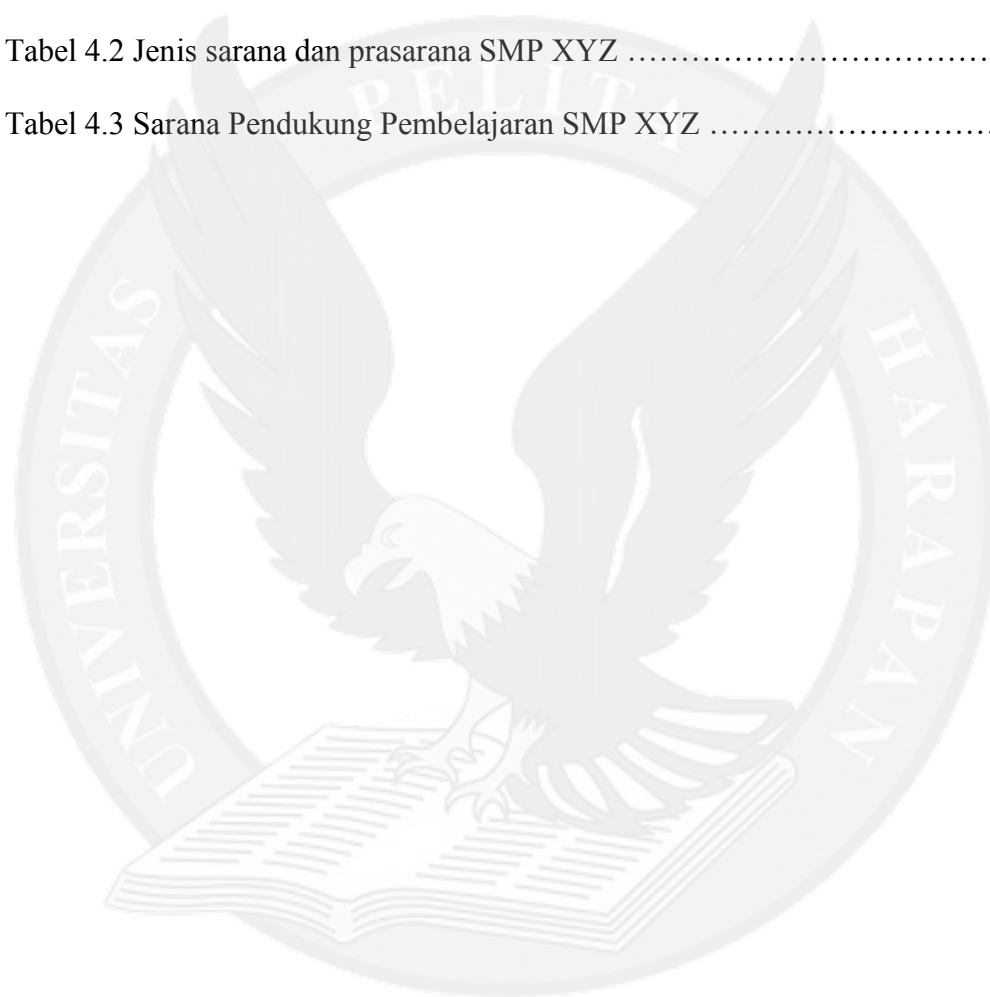 Tabel 4.2 Jenis sarana dan prasarana SMP XYZ ……………………………
Tabel 4.3 Sarana Pendukung Pembelajaran SMP XYZ ………………………
UNIVERSITAS PELITA HARAPAN